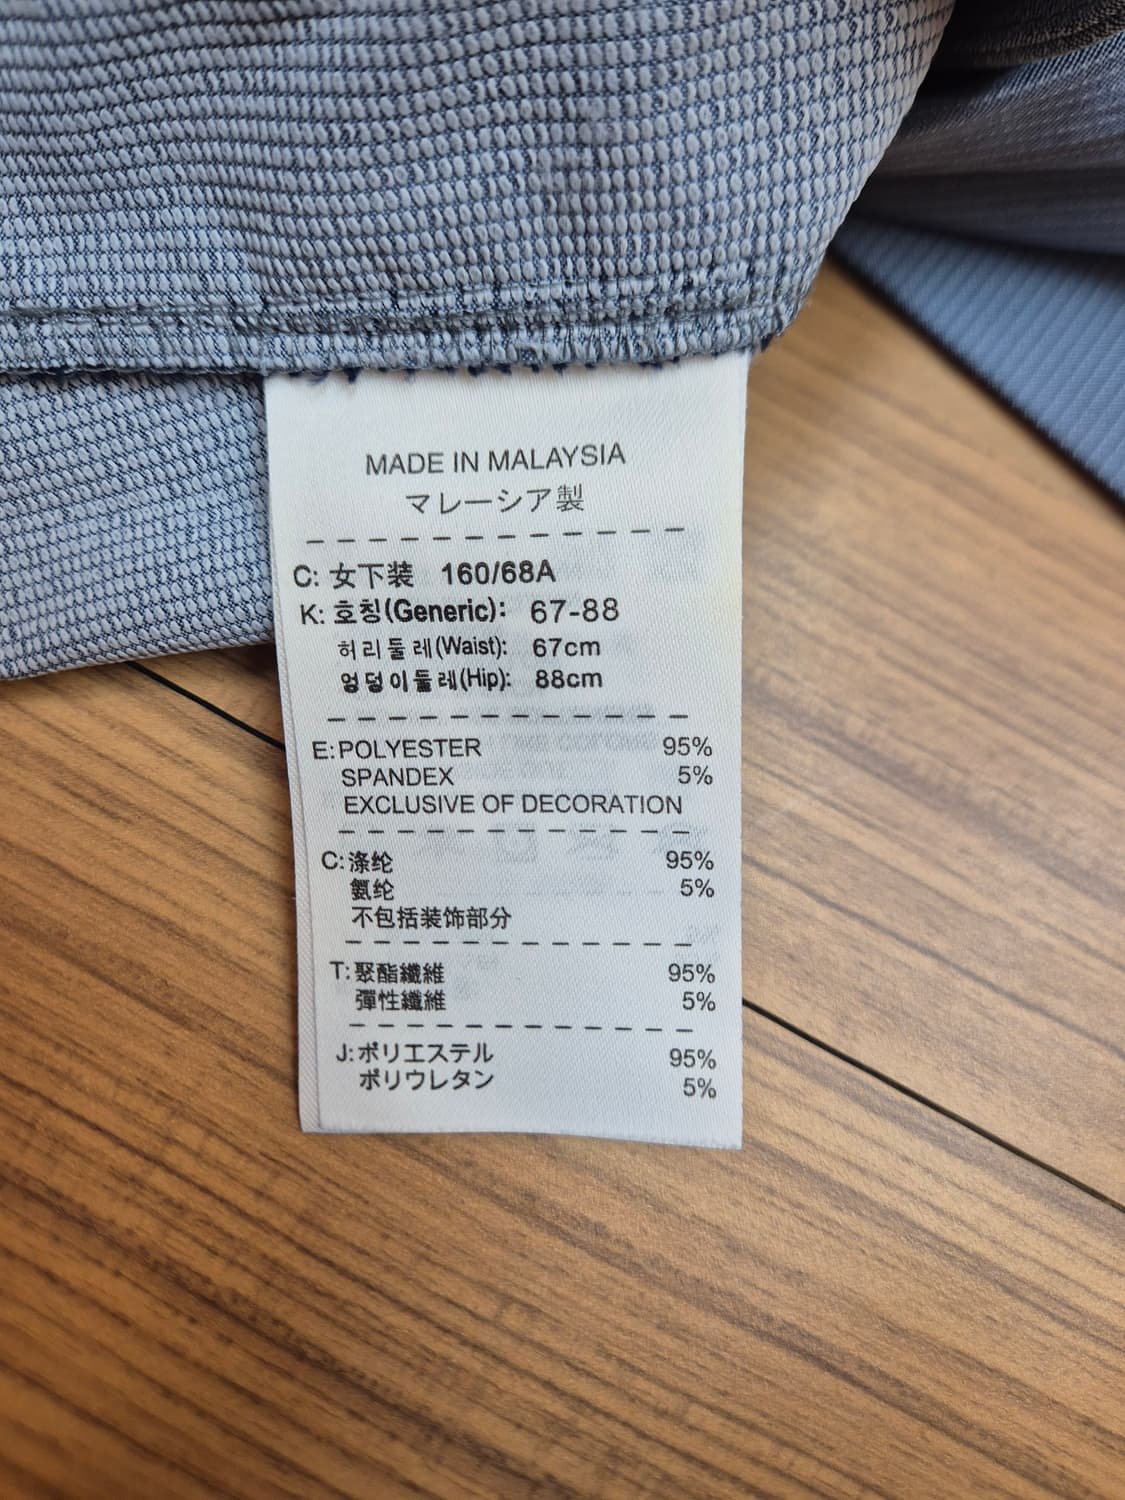 MADE IN MALAYSIA
マレーシア製
C: 女下装 160/68A
K: 호칭(Generic): 67-88
허리둘레(Waist): 67cm
엉덩이둘레(Hip): 88cm
E:POLYESTER 95%
SPANDEX 5%
EXCLUSIVE OF DECORATION
C:涤纶 95%
氨纶 5%
不包括装饰部分
T:聚酯纖維 95%
彈性纖維 5%
J:ポリエステル 95%
ポリウレタン 5%